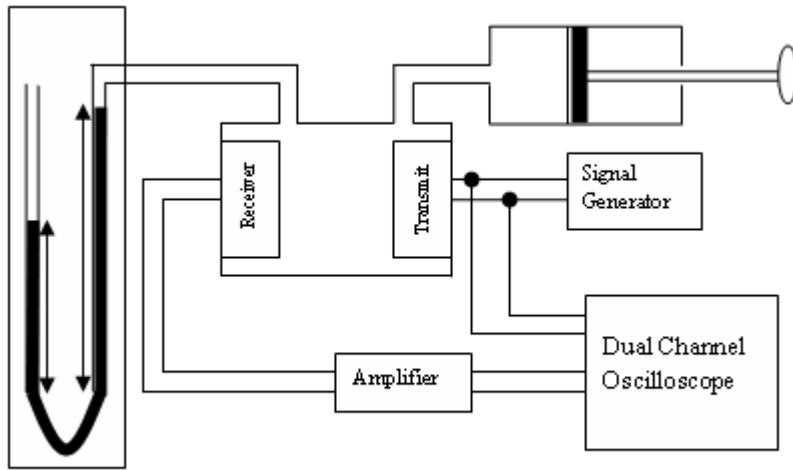 Receiver
Transmit
Signal
Generator
Amplifier
Dual Channel
Oscilloscope